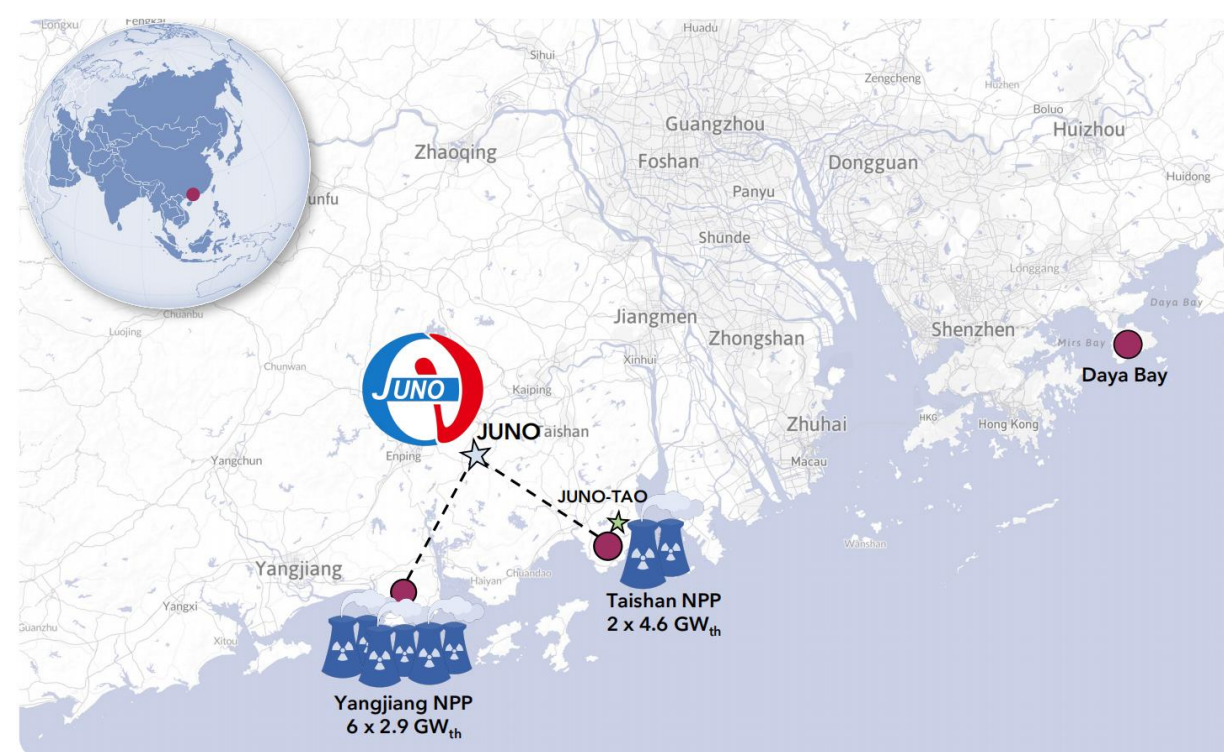 Longxu
Fengkai
Huadu
Sihui
Zengcheng
Huizhou
Boluo
Huizhou
Guangzhou
Zhaoqing
Foshan
Dongguan
Huidong
Panyu
unfu
Shunde
Longgang
Daya Bay
Chuanbu
Jiangmen
Luojing
Zhongshan
Shenzhen
Mirs Bay
Xinhui
Chunwan
Daya Bay
JUNO
Kaiping
JUNO
Taishan
Zhuhai
HKG
Hong Kong
Enping
Yangchun
Macau
JUNO-TAO
Wanshan
Yangjiang
Haiyan
Chuandao
Yangxi
Taishan NPP
2 x 4.6 GWth
Guanzhu
Xitou
Yangjiang NPP
6 x 2.9 GWth